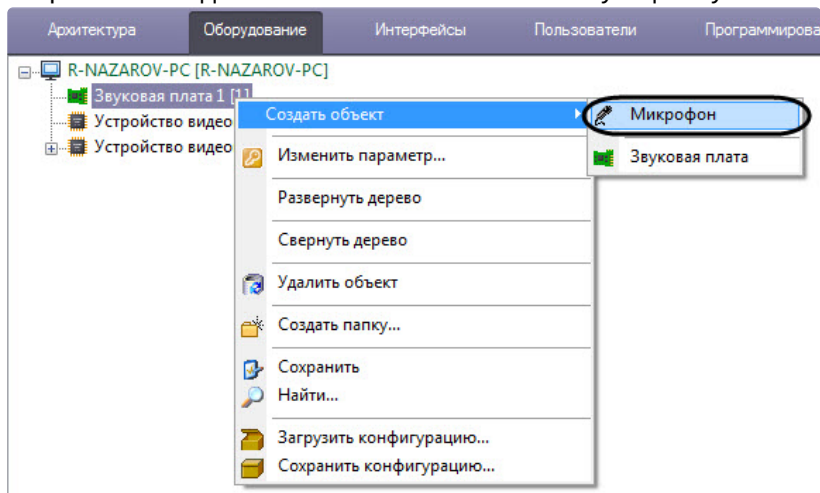 Архитектура Оборудование Интерфейсы Пользователи Программирова
R-NAZAROV-PC [R-NAZAROV-PC]
Звуковая плата 1 [1]
Устройство видео
Устройство видео
Создать объект
Изменить параметр...
Развернуть дерево
Свернуть дерево
Удалить объект
Создать папку...
Сохранить
Найти...
Загрузить конфигурацию...
Сохранить конфигурацию...
Микрофон
Звуковая плата